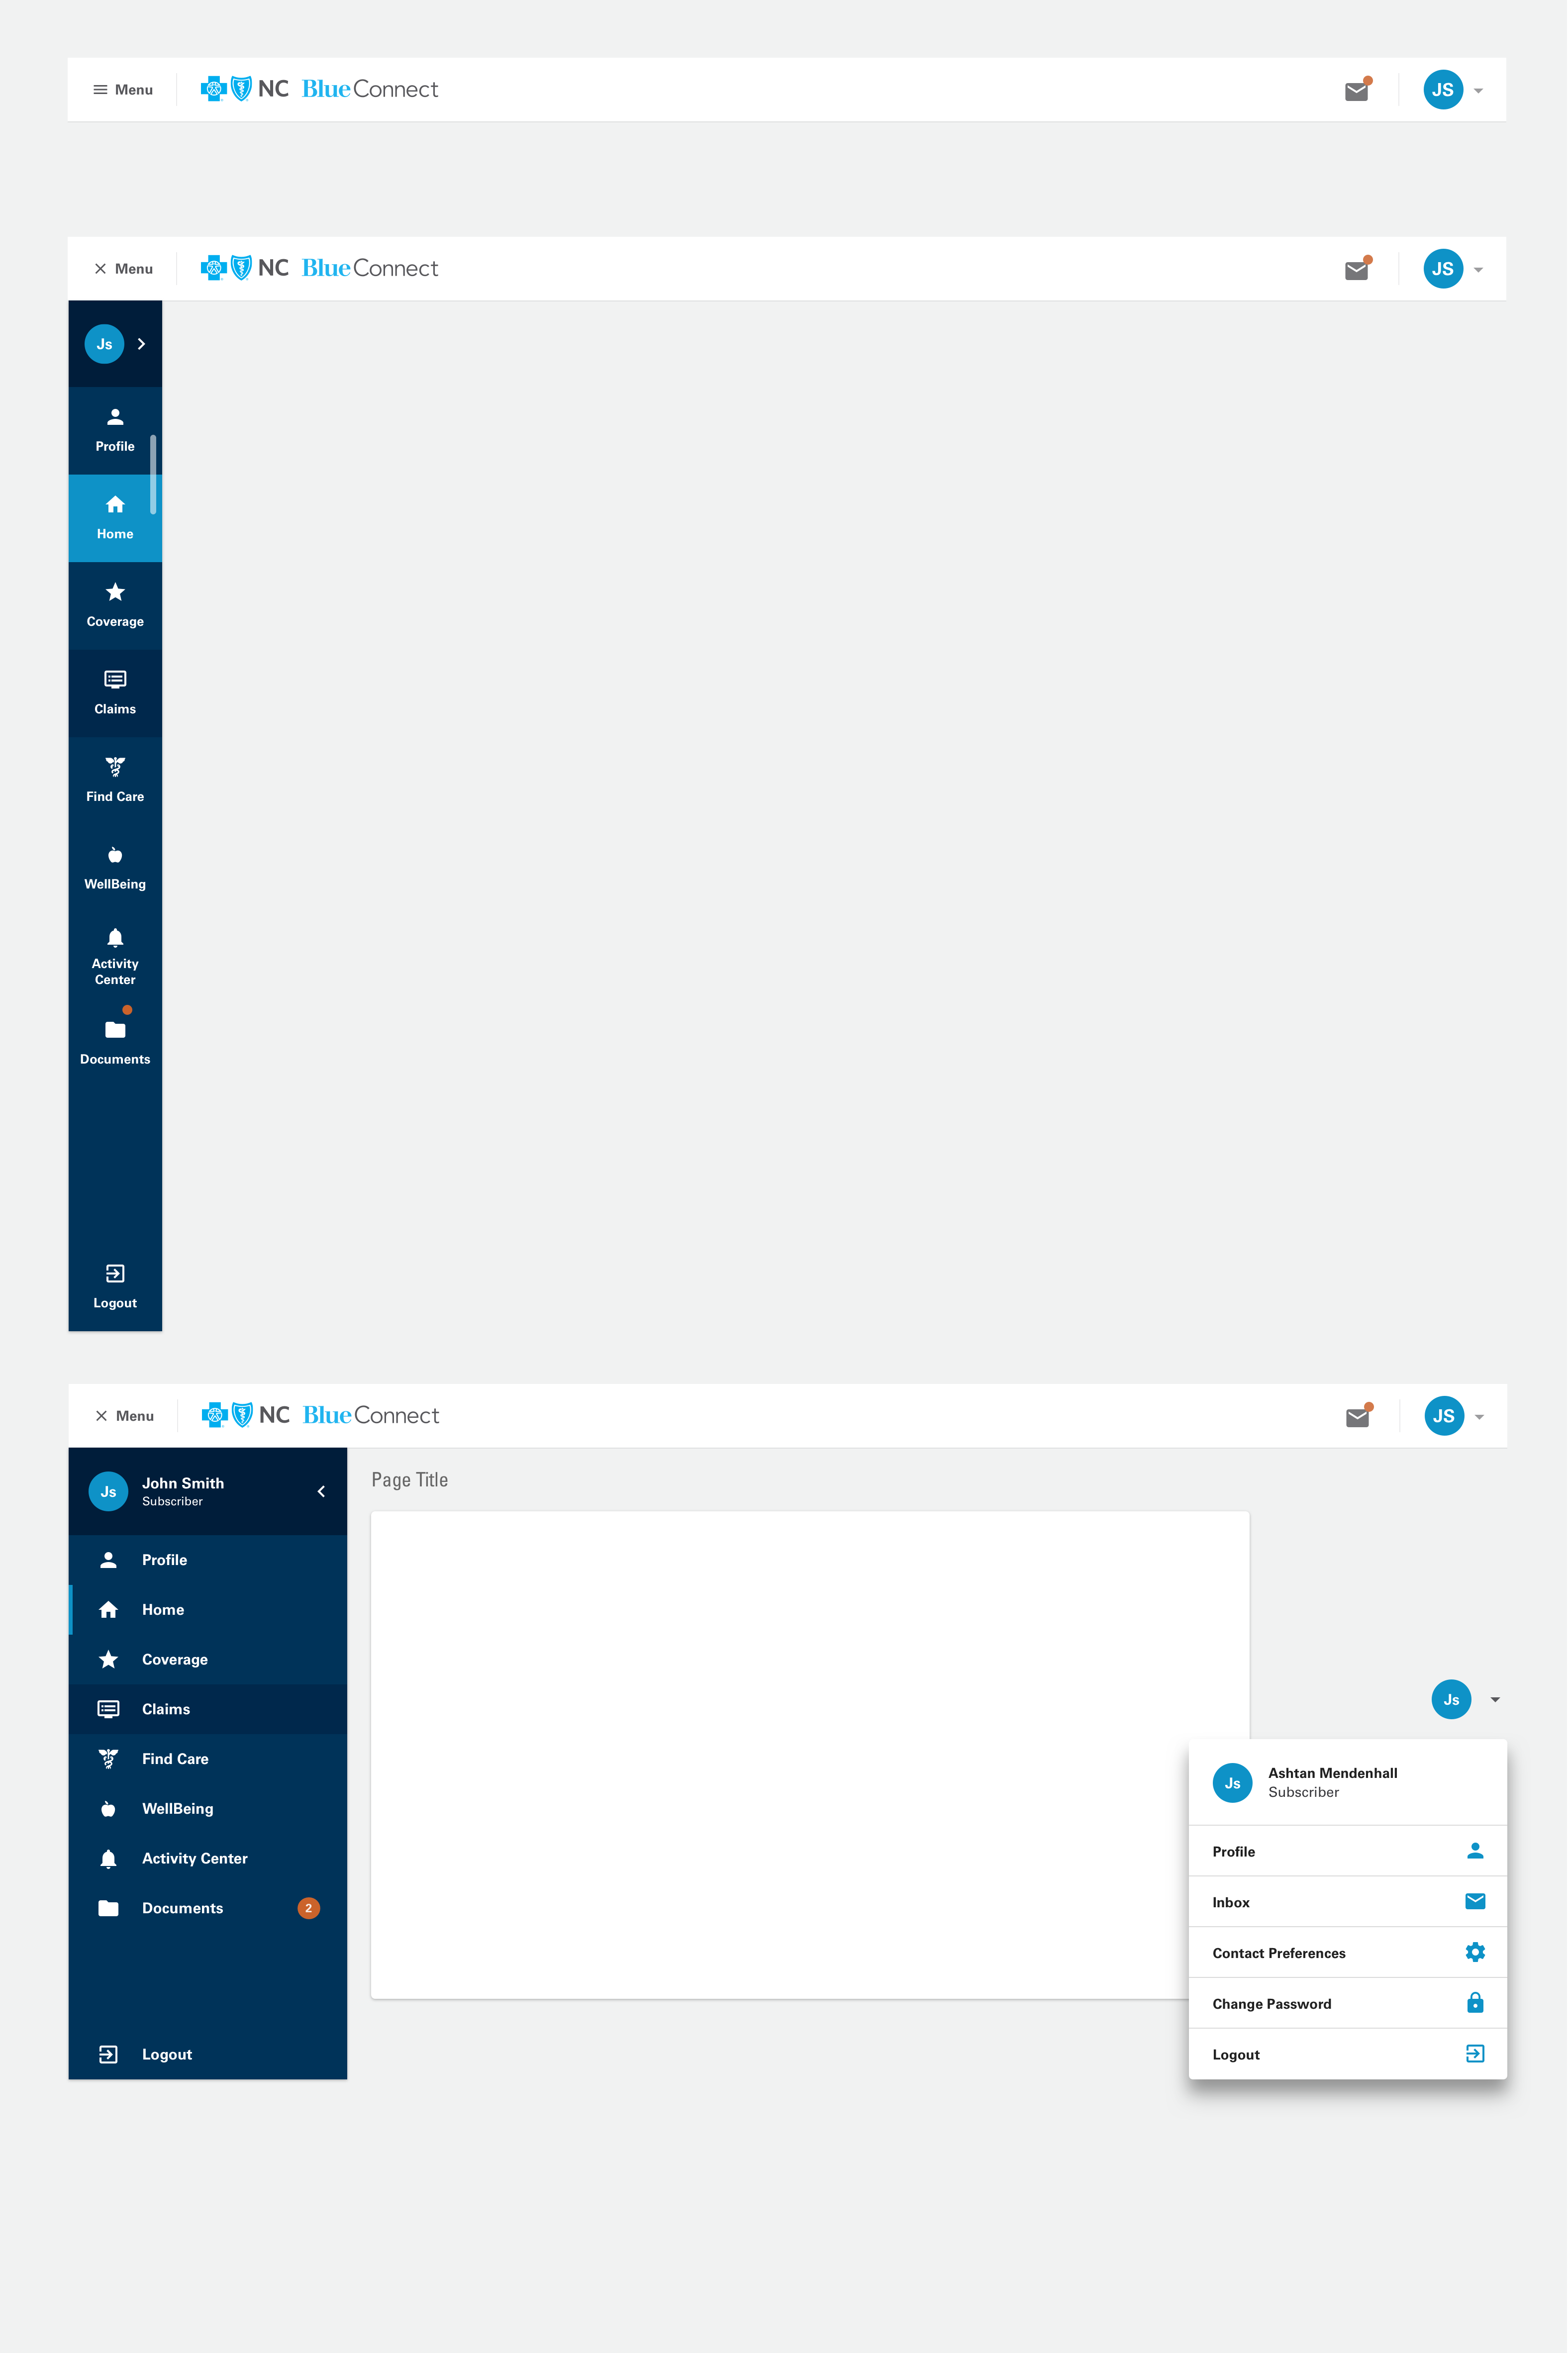 Menu
NC BlueConnect
JS
Menu
NC BlueConnect
JS
Js
Profile
Home
Coverage
Claims
Find Care
WellBeing
Activity
Center
Documents
Logout
Menu
NC BlueConnect
JS
Js
John Smith
Subscriber
Profile
Home
Coverage
Claims
Find Care
WellBeing
Activity Center
Documents
2
Logout
Page Title
Js
Js
Ashtan Mendenhall
Subscriber
Profile
Inbox
Contact Preferences
Change Password
Logout